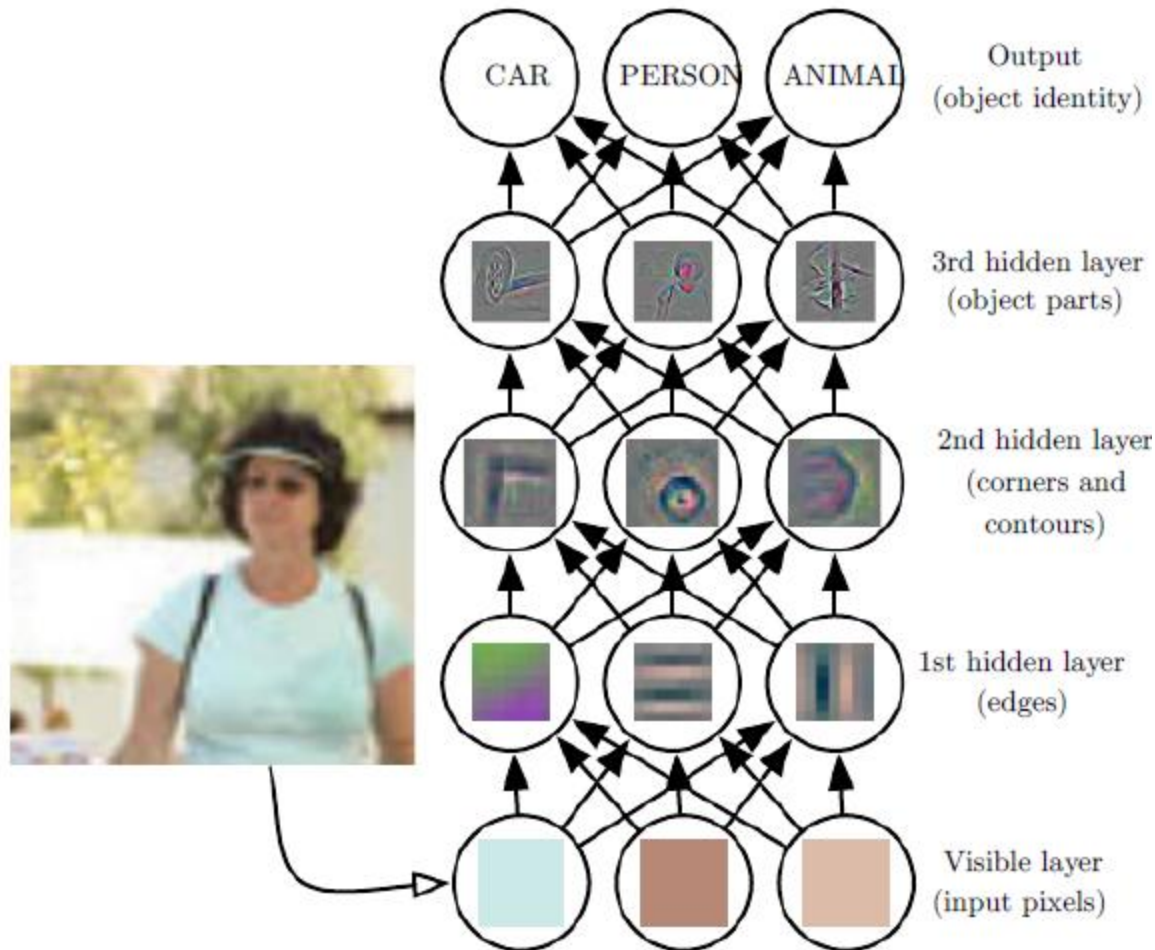 CAR PERSON ANIMAL
Output
(object identity)
3rd hidden layer
(object parts)
2nd hidden layer
(corners and
contours)
1st hidden layer
(edges)
Visible layer
(input pixels)